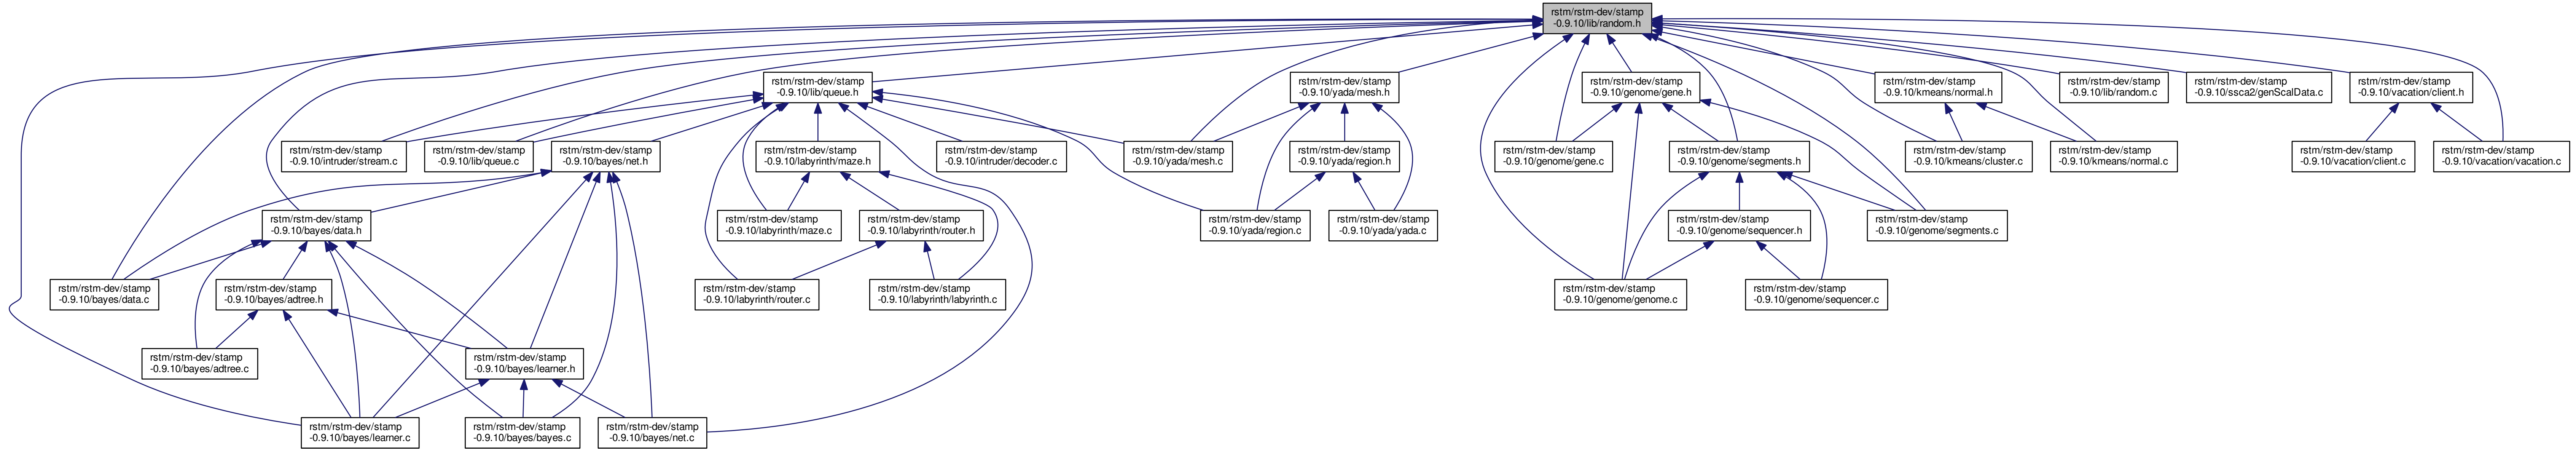 rstm/rstm-dev/stamp
-0.9.10/lib/random.h
rstm/rstm-dev/stamp
-0.9.10/lib/queue.h
rstm/rstm-dev/stamp
-0.9.10/yada/mesh.h
rstm/rstm-dev/stamp
-0.9.10/genome/gene.h
rstm/rstm-dev/stamp
-0.9.10/kmeans/normal.h
rstm/rstm-dev/stamp
-0.9.10/lib/random.c
rstm/rstm-dev/stamp
-0.9.10/ssca2/genScalData.c
rstm/rstm-dev/stamp
-0.9.10/vacation/client.h
rstm/rstm-dev/stamp
-0.9.10/intruder/stream.c
rstm/rstm-dev/stamp
-0.9.10/lib/queue.c
rstm/rstm-dev/stamp
-0.9.10/bayes/net.h
rstm/rstm-dev/stamp
-0.9.10/labyrinth/maze.h
rstm/rstm-dev/stamp
-0.9.10/intruder/decoder.c
rstm/rstm-dev/stamp
-0.9.10/yada/mesh.c
rstm/rstm-dev/stamp
-0.9.10/yada/region.h
rstm/rstm-dev/stamp
-0.9.10/genome/gene.c
rstm/rstm-dev/stamp
-0.9.10/genome/segments.h
rstm/rstm-dev/stamp
-0.9.10/kmeans/cluster.c
rstm/rstm-dev/stamp
-0.9.10/kmeans/normal.c
rstm/rstm-dev/stamp
-0.9.10/vacation/client.c
rstm/rstm-dev/stamp
-0.9.10/vacation/vacation.c
rstm/rstm-dev/stamp
-0.9.10/bayes/data.h
rstm/rstm-dev/stamp
-0.9.10/labyrinth/maze.c
rstm/rstm-dev/stamp
-0.9.10/labyrinth/router.h
rstm/rstm-dev/stamp
-0.9.10/yada/region.c
rstm/rstm-dev/stamp
-0.9.10/yada/yada.c
rstm/rstm-dev/stamp
-0.9.10/genome/sequencer.h
rstm/rstm-dev/stamp
-0.9.10/genome/segments.c
rstm/rstm-dev/stamp
-0.9.10/bayes/data.c
rstm/rstm-dev/stamp
-0.9.10/bayes/adtree.h
rstm/rstm-dev/stamp
-0.9.10/labyrinth/router.c
rstm/rstm-dev/stamp
-0.9.10/labyrinth/labyrinth.c
rstm/rstm-dev/stamp
-0.9.10/genome/genome.c
rstm/rstm-dev/stamp
-0.9.10/genome/sequencer.c
rstm/rstm-dev/stamp
-0.9.10/bayes/adtree.c
rstm/rstm-dev/stamp
-0.9.10/bayes/learner.h
rstm/rstm-dev/stamp
-0.9.10/bayes/learner.c
rstm/rstm-dev/stamp
-0.9.10/bayes/bayes.c
rstm/rstm-dev/stamp
-0.9.10/bayes/net.c